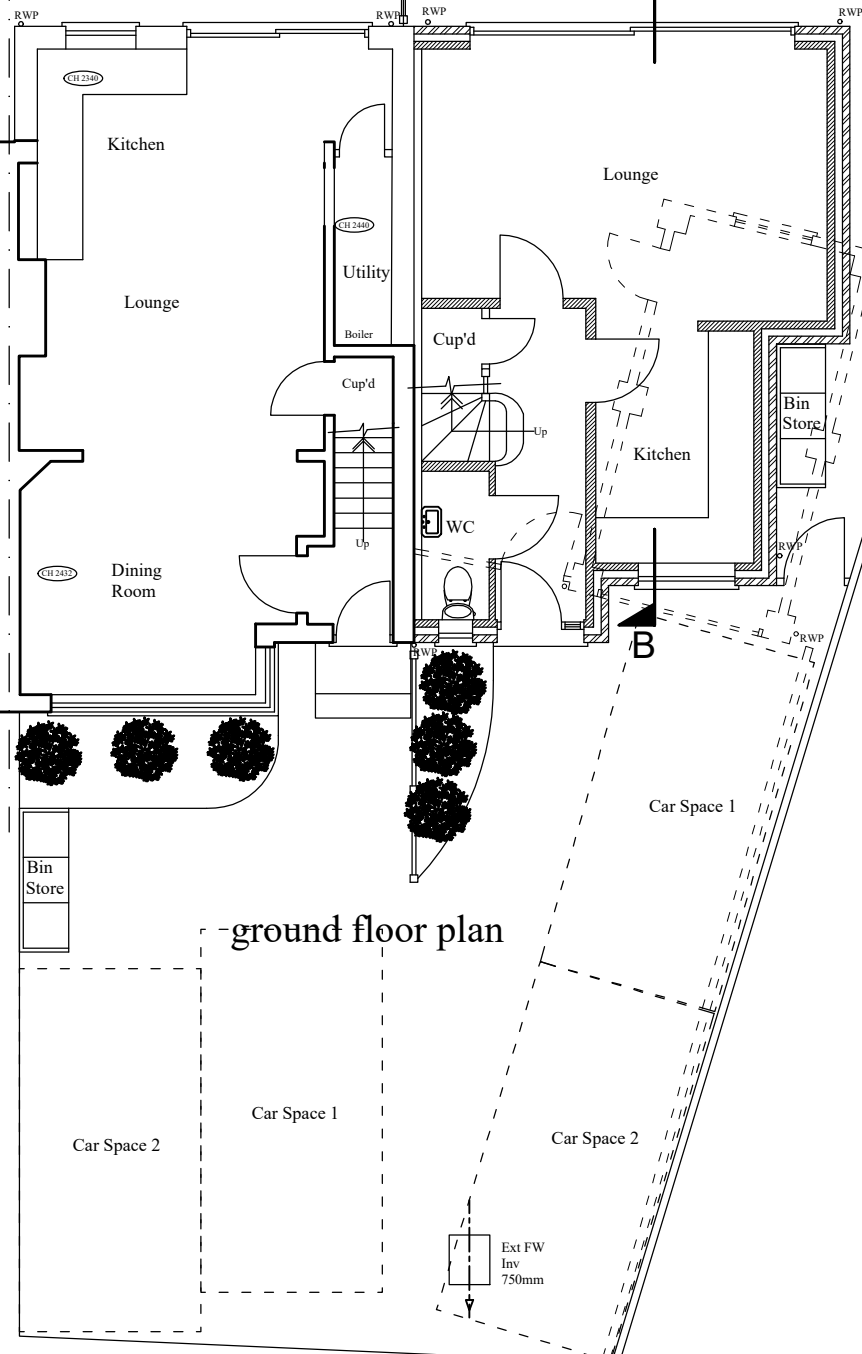 RWP
RWP
RWP
RWP
CH 2340
Kitchen
Lounge
CH 2440
Utility
Lounge
Boiler
Cup'd
Cup'd
Bin
Store
Up
Kitchen
WC
Up
RWP
CH 2432
Dining
Room
RWP
B
RWP
Car Space 1
Bin
Store
ground floor plan
Car Space 1
Car Space 2
Car Space 2
Ext FW
Inv
750mm